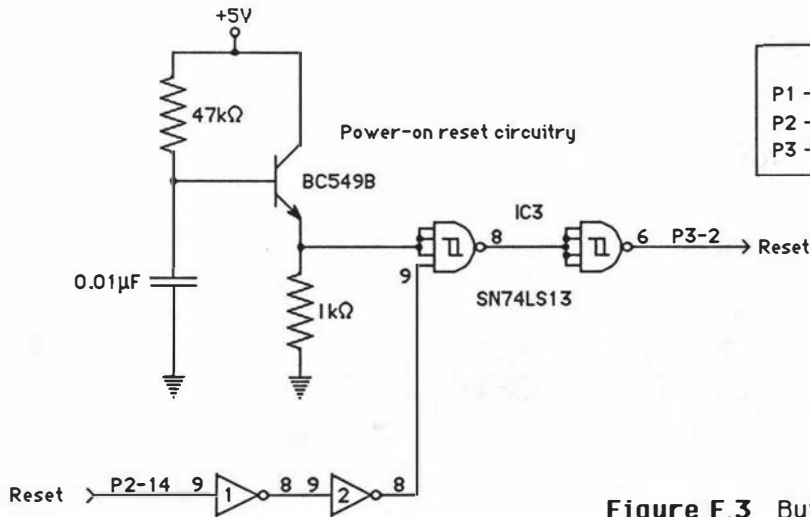 +5V
47kΩ
Power-on reset circuitry
BC549B
P1 -
P2 -
P3 -
IC3
8
6
P3-2
Reset
9
SN74LS13
0.01µF
1kΩ
Reset
P2-14
9
1
8
9
2
8
Figure F.3 Bu